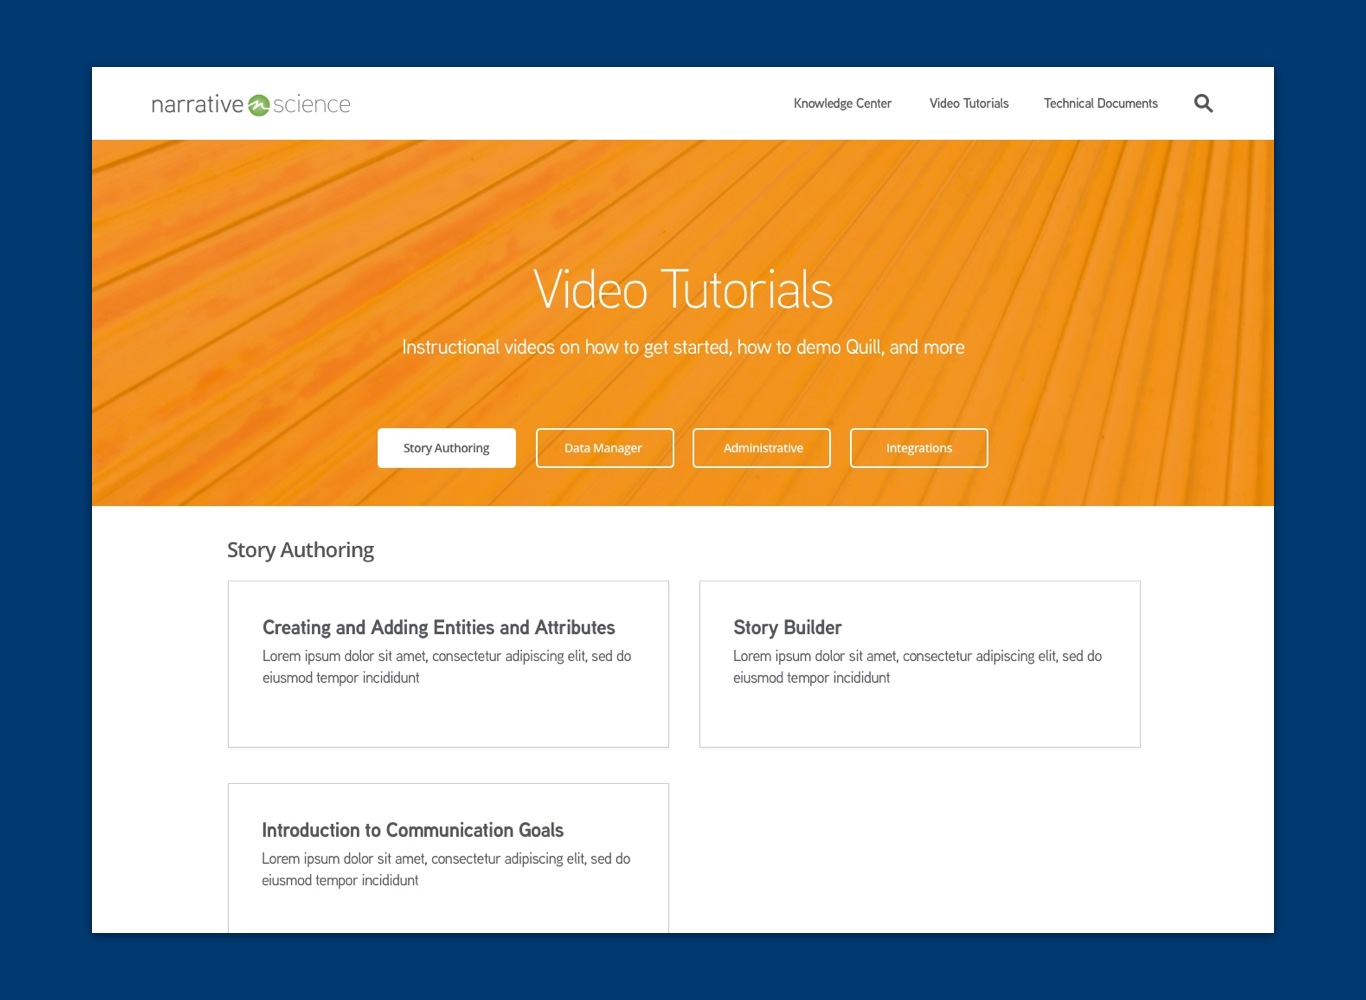 narrative science
Knowledge Center
Video Tutorials
Technical Documents
Video Tutorials
Instructional videos on how to get started, how to demo Quill, and more
Story Authoring
Data Manager
Administrative
Integrations
Story Authoring
Creating and Adding Entities and Attributes
Lorem ipsum dolor sit amet, consectetur adipiscing elit, sed do
eiusmod tempor incididunt
Story Builder
Lorem ipsum dolor sit amet, consectetur adipiscing elit, sed do
eiusmod tempor incididunt
Introduction to Communication Goals
Lorem ipsum dolor sit amet, consectetur adipiscing elit, sed do
eiusmod tempor incididunt